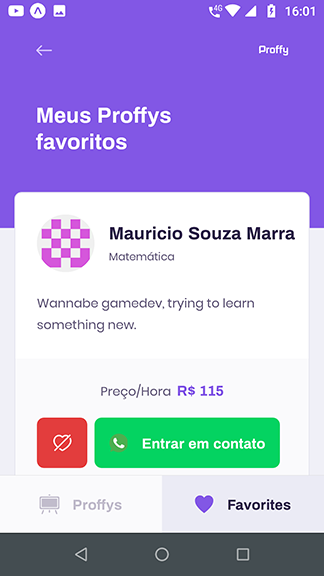 4G
16:01
Proffy
Meus Proffys
favoritos
Mauricio Souza Marra
Matemática
Wannabe gamedev, trying to learn
something new.
Preço/Hora R$ 115
Entrar em contato
Proffys
Favorites